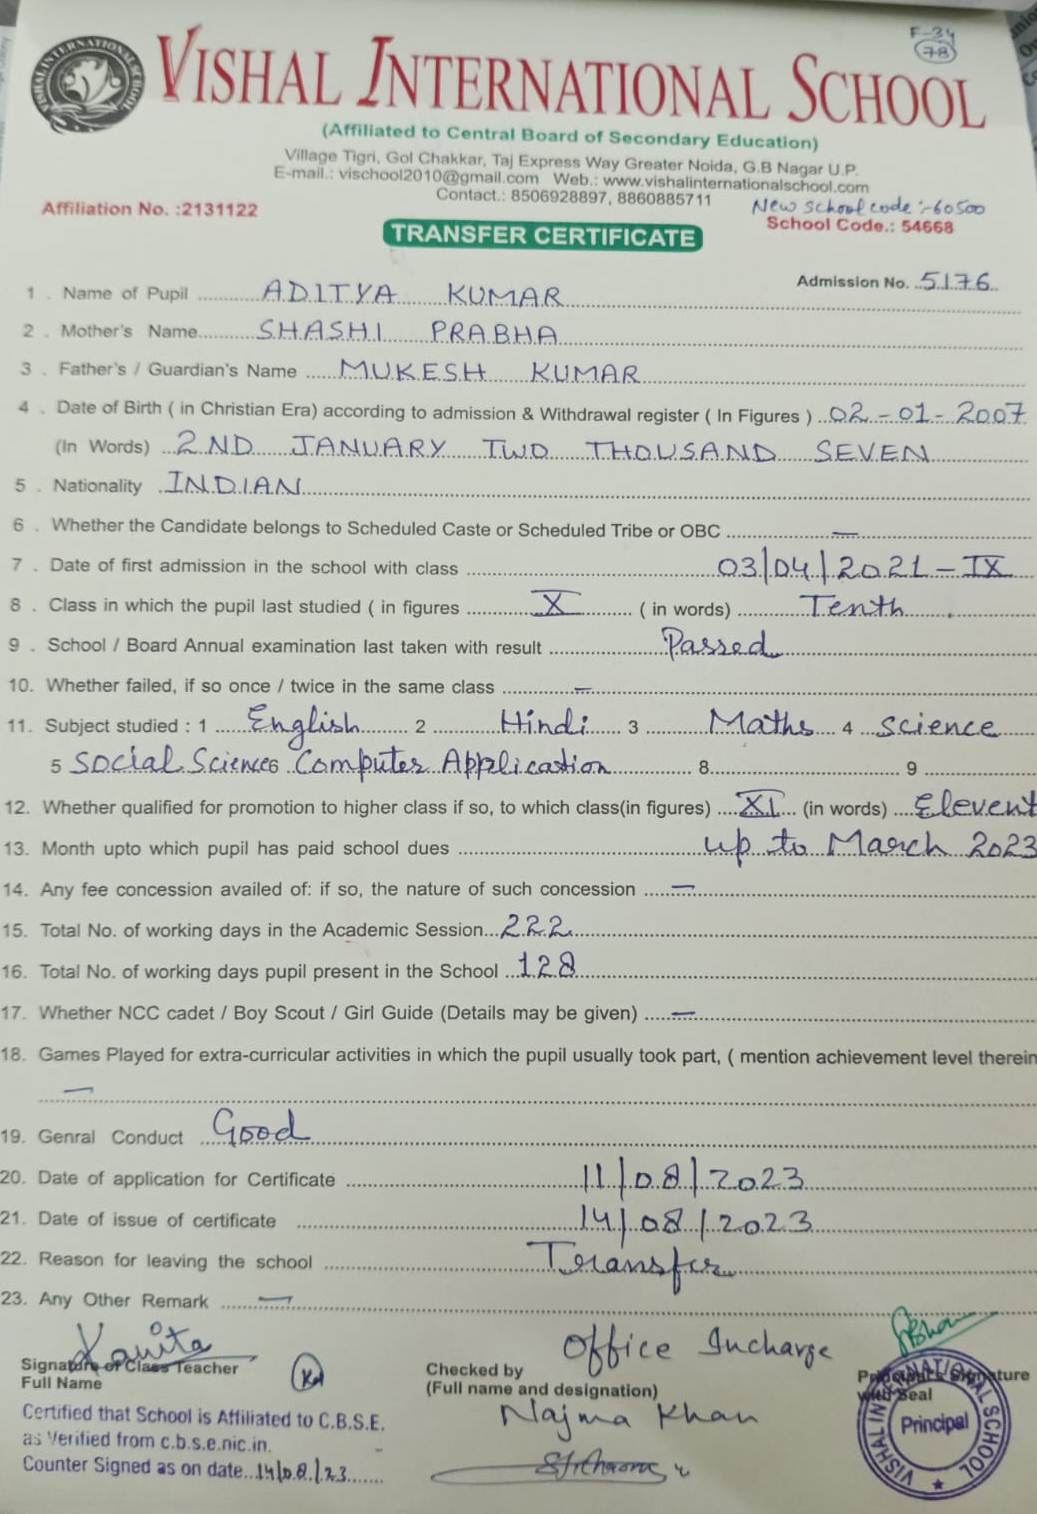 F-34
78
VISHAL INTERNATIONAL SCHOOL
(Affiliated to Central Board of Secondary Education)
Village Tigri, Gol Chakkar, Taj Express Way Greater Noida, G.B Nagar U.P.
E-mail.: vischool2010@gmail.com Web.: www.vishalinternationalschool.com
Contact.: 8506928897, 8860885711
New school code :- 60500
Affiliation No. :2131122
School Code.: 54668
TRANSFER CERTIFICATE
Admission No. 5176
1 . Name of Pupil ADITYA KUMAR
2 . Mother's Name SHASHI PRABHA
3 . Father's / Guardian's Name MUKESH KUMAR
4 . Date of Birth ( in Christian Era) according to admission & Withdrawal register ( In Figures ) 02-01-2007
(In Words) 2ND JANUARY TWO THOUSAND SEVEN
5 . Nationality INDIAN
6 . Whether the Candidate belongs to Scheduled Caste or Scheduled Tribe or OBC —
7 . Date of first admission in the school with class 03/04/2021 - IX
8 . Class in which the pupil last studied ( in figures X ( in words) Tenth
9 . School / Board Annual examination last taken with result Passed
10. Whether failed, if so once / twice in the same class —
11. Subject studied : 1 English 2 Hindi 3 Maths 4 Science
5 Social Science 6 Computer Application 8 9
12. Whether qualified for promotion to higher class if so, to which class(in figures) XI (in words) Elevent
13. Month upto which pupil has paid school dues up to March 2023
14. Any fee concession availed of: if so, the nature of such concession —
15. Total No. of working days in the Academic Session 222
16. Total No. of working days pupil present in the School 128
17. Whether NCC cadet / Boy Scout / Girl Guide (Details may be given) —
18. Games Played for extra-curricular activities in which the pupil usually took part, ( mention achievement level therein
—
19. Genral Conduct Good
20. Date of application for Certificate 11/08/2023
21. Date of issue of certificate 14/08/2023
22. Reason for leaving the school Transfer
23. Any Other Remark —
Kavita
Office Incharge
Signature of Class Teacher
Full Name
Checked by
(Full name and designation)
Principal's Signature
with Seal
Najma Khan
Certified that School is Affiliated to C.B.S.E.
as Verified from c.b.s.e.nic.in.
Counter Signed as on date 14/08/23
VISHAL INTERNATIONAL SCHOOL
Principal